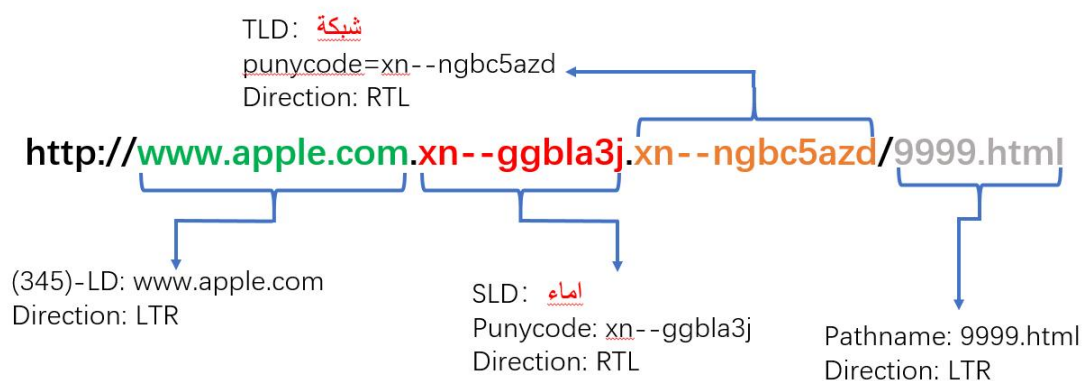 TLD: شبكة
punycode=xn--ngbc5azd
Direction: RTL
http://www.apple.com.xn--ggbla3j.xn--ngbc5azd/9999.html
(345)-LD: www.apple.com
Direction: LTR
SLD: اماء
Punycode: xn--ggbla3j
Direction: RTL
Pathname: 9999.html
Direction: LTR